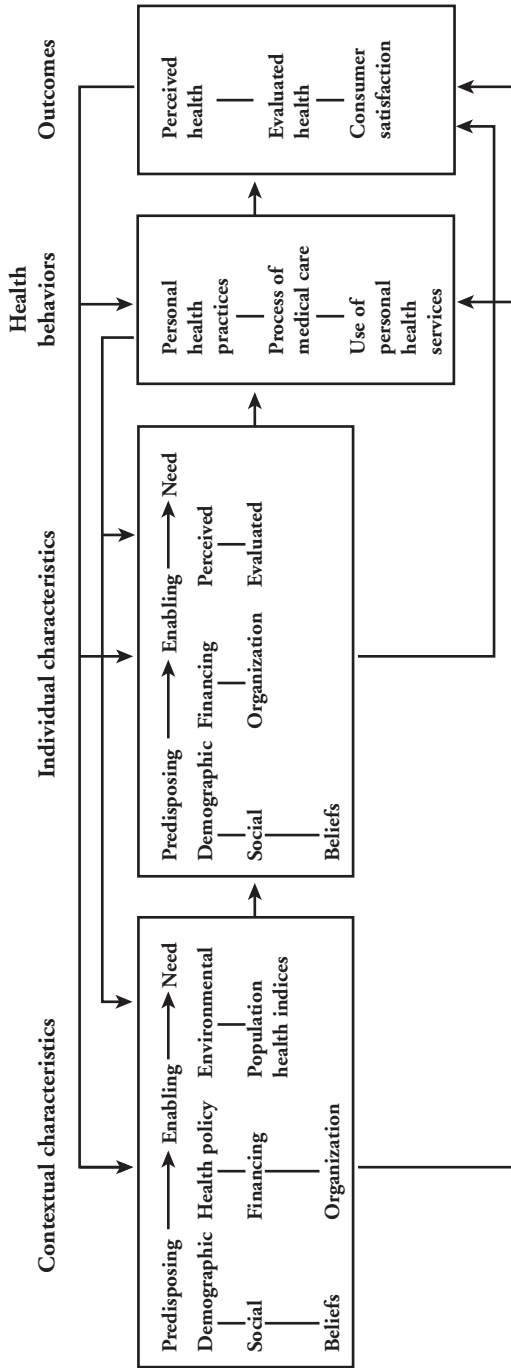 Contextual characteristics
Predisposing
Enabling
Need
Demographic
Health policy
Environmental
Social
Financing
Population
health indices
Beliefs
Organization
Individual characteristics
Predisposing
Enabling
Need
Demographic
Financing
Perceived
Social
Organization
Evaluated
Beliefs
Health
behaviors
Personal
health
practices
Process of
medical care
Use of
personal
health
services
Outcomes
Perceived
health
Evaluated
health
Consumer
satisfaction